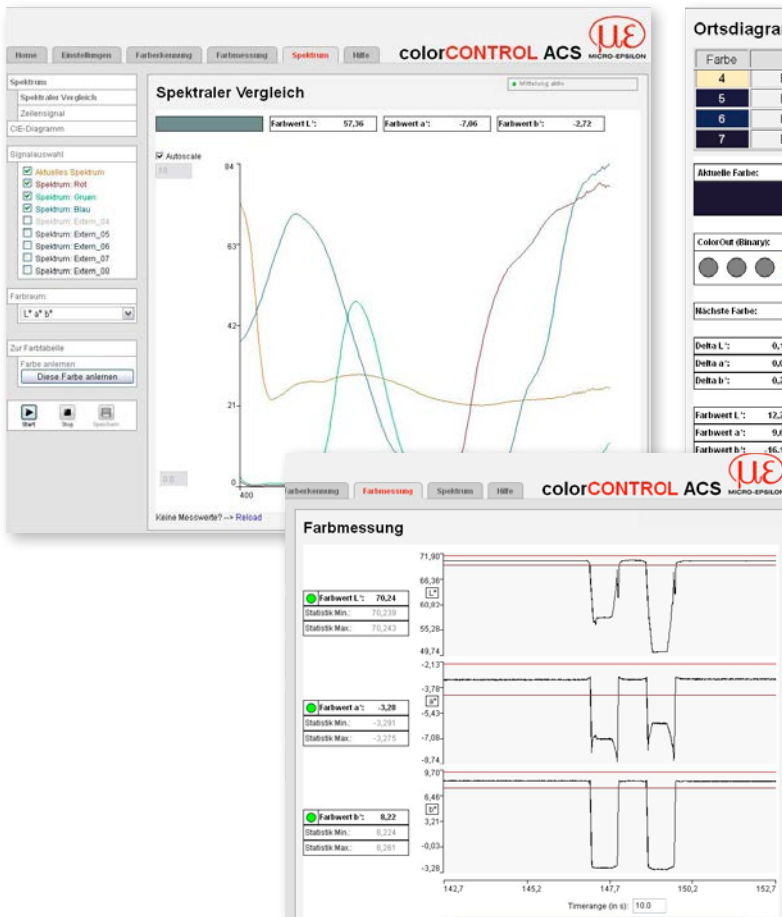 Home Einstellungen Farberkennung Farbmessung Spektrum Hilfe
colorCONTROL ACS
µε
MICRO-EPSILON
Spektrum
Spektraler Vergleich
Zeilensignal
CIE-Diagramm
Signalauswahl
Aktuelles Spektrum
Spektrum: Rot
Spektrum: Gruen
Spektrum: Blau
Spektrum: Extern_04
Spektrum: Extern_05
Spektrum: Extern_06
Spektrum: Extern_07
Spektrum: Extern_08
Farbraum:
L* a* b*
Zur Farbtabelle
Farbe anlernen
Diese Farbe anlernen
Start Stop Speichern
Spektraler Vergleich
Mittelung aktiv
Farbwert L*: 57,36 Farbwert a*: -7,06 Farbwert b*: -2,72
Autoscale
84
63
42
21
0.0
0
400
Keine Messwerte? --> Reload
Farbe
4
5
6
7
Aktuelle Farbe:
ColorOut (Binary):
Nächste Farbe:
Delta L*:
Delta a*:
Delta b*:
Farbwert L*:
Farbwert a*:
Farbwert b*:
Farbmessung Spektrum Hilfe
colorCONTROL ACS
µε
MICRO-EPSILON
Farbmessung
Farbwert L*: 70,24
Statistik Min.: 70,239
Statistik Max.: 70,243
71,90
66,36
L*
60,82
55,28
49,74
Farbwert a*: -3,28
Statistik Min.: -3,291
Statistik Max.: -3,275
-2,13
-3,78
a*
-5,43
-7,08
-8,74
Farbwert b*: 8,22
Statistik Min.: 8,224
Statistik Max.: 8,261
9,70
6,46
b*
3,21
-0,03
-3,28
142,7 145,2 147,7 150,2 152,7
Timerange (in s): 10.0